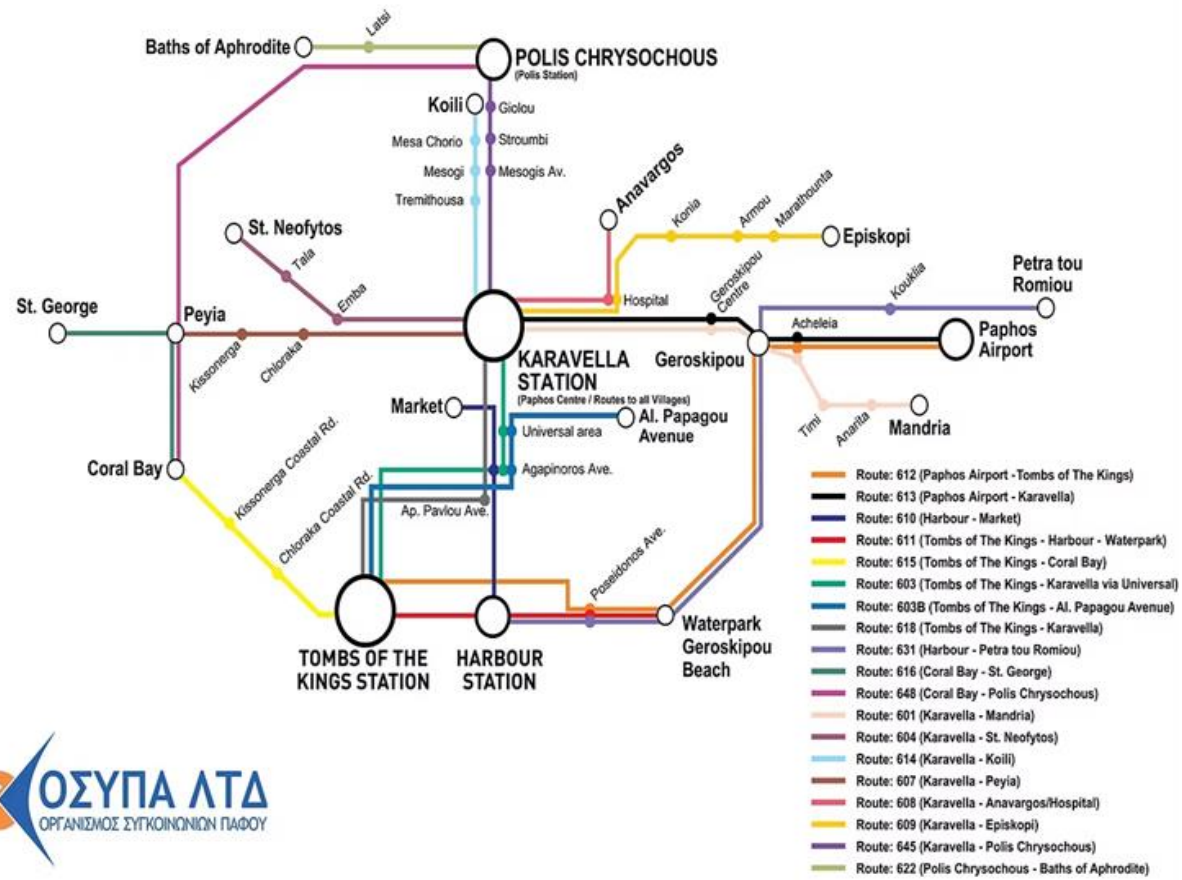 Baths of Aphrodite
Latsi
POLIS CHRYSOCHOUS
(Polis Station)
Koili
Giolou
Mesa Chorio
Stroumbi
Mesogi
Mesogis Av.
Tremithousa
Anavargos
Konia
Armou
Marathounta
Episkopi
St. Neofytos
Tala
Emba
Hospital
Geroskipou
Centre
Kouklia
Petra tou
Romiou
St. George
Peyia
Kissonerga
Chloraka
KARAVELLA
STATION
(Paphos Centre / Routes to all Villages)
Geroskipou
Acheleia
Paphos
Airport
Timi
Anarita
Mandria
Market
Al. Papagou
Avenue
Universal area
Agapinoros Ave.
Ap. Pavlou Ave.
Coral Bay
Kissonerga Coastal Rd.
Chloraka Coastal Rd.
Poseidonos Ave.
TOMBS OF THE
KINGS STATION
HARBOUR
STATION
Waterpark
Geroskipou
Beach
Route: 612 (Paphos Airport -Tombs of The Kings)
Route: 613 (Paphos Airport - Karavella)
Route: 610 (Harbour - Market)
Route: 611 (Tombs of The Kings - Harbour - Waterpark)
Route: 615 (Tombs of The Kings - Coral Bay)
Route: 603 (Tombs of The Kings - Karavella via Universal)
Route: 603B (Tombs of The Kings - Al. Papagou Avenue)
Route: 618 (Tombs of The Kings - Karavella)
Route: 631 (Harbour - Petra tou Romiou)
Route: 616 (Coral Bay - St. George)
Route: 648 (Coral Bay - Polis Chrysochous)
Route: 601 (Karavella - Mandria)
Route: 604 (Karavella - St. Neofytos)
Route: 614 (Karavella - Koili)
Route: 607 (Karavella - Peyia)
Route: 608 (Karavella - Anavargos/Hospital)
Route: 609 (Karavella - Episkopi)
Route: 645 (Karavella - Polis Chrysochous)
Route: 622 (Polis Chrysochous - Baths of Aphrodite)
ΟΣΥΠΑ ΛΤΔ
ΟΡΓΑΝΙΣΜΟΣ ΣΥΓΚΟΙΝΩΝΙΩΝ ΠΑΦΟΥ